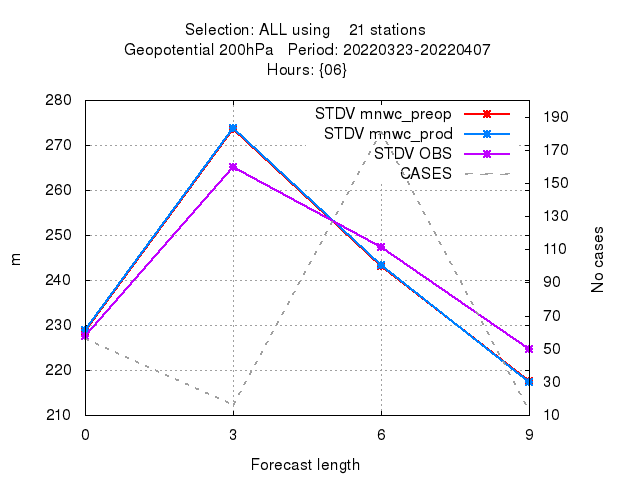 Selection: ALL using    21 stations
Geopotential 200hPa   Period: 20220323-20220407
Hours: {06}
280
270
260
250
240
230
220
210
190
170
150
130
110
90
70
50
30
10
STDV mnwc_preop
STDV mnwc_prod
STDV OBS
CASES
m
No cases
0 3 6 9
Forecast length